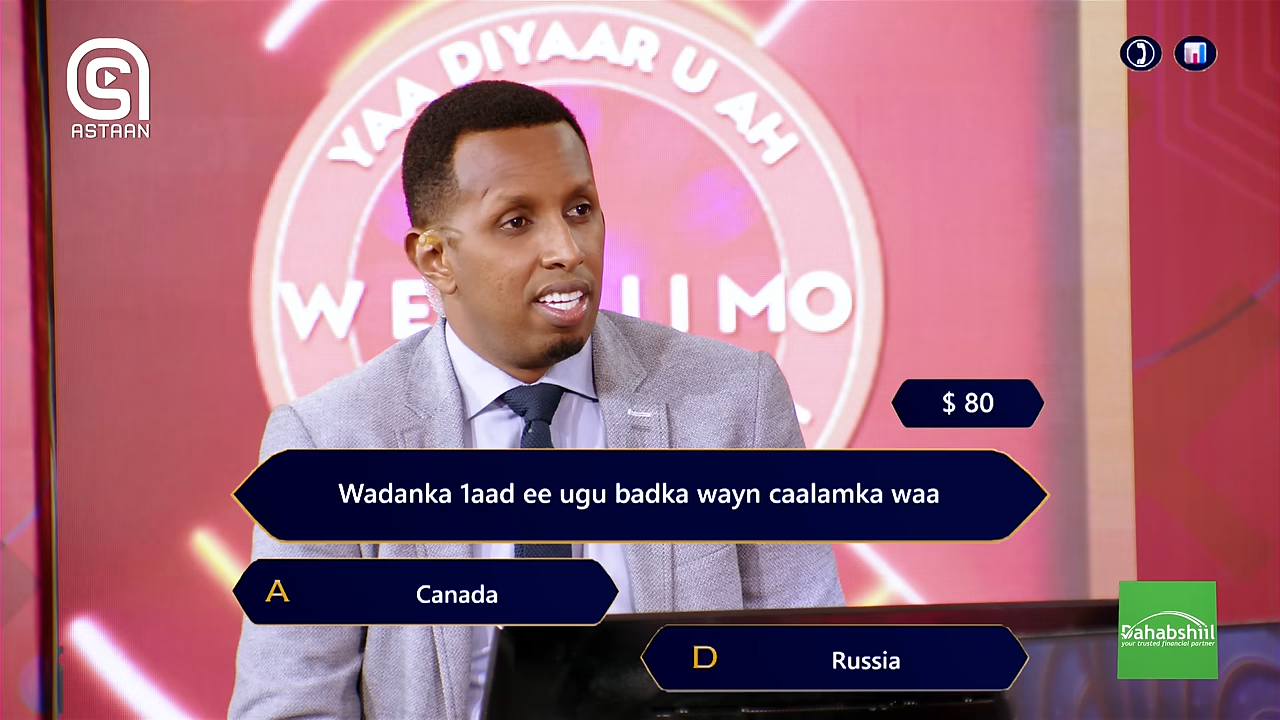 ASTAAN
YAA DIYAAR U AH
MO
$ 80
Wadanka 1aad ee ugu badka wayn caalamka waa
A Canada
D Russia
Dahabshiil
your trusted financial partner